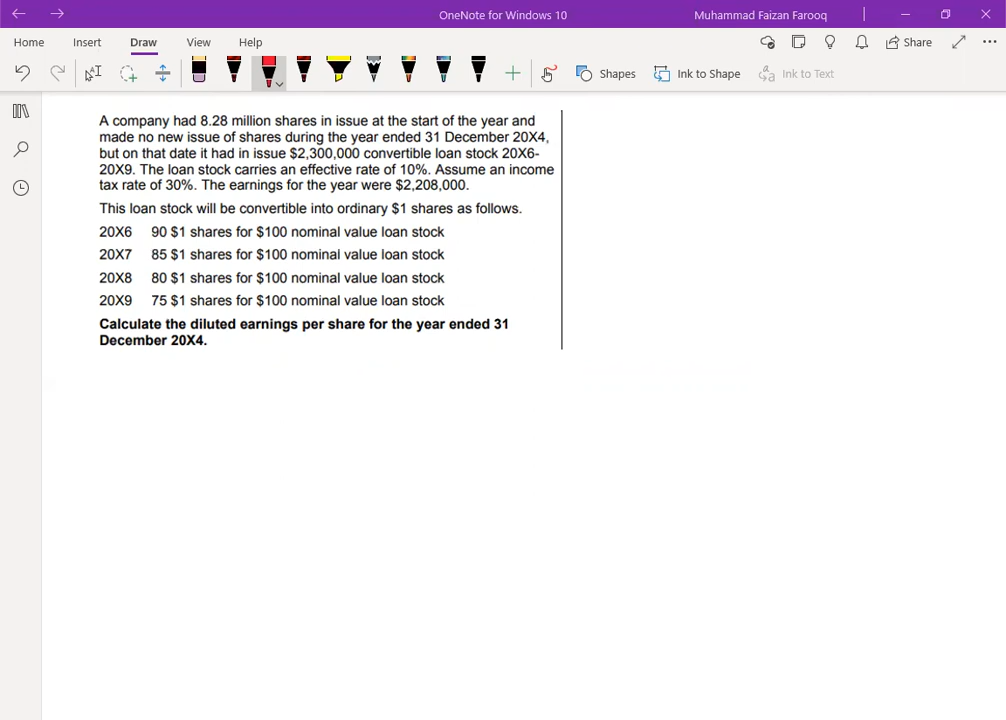 OneNote for Windows 10
Muhammad Faizan Farooq
Home Insert Draw View Help
Share
Shapes Ink to Shape Ink to Text
A company had 8.28 million shares in issue at the start of the year and
made no new issue of shares during the year ended 31 December 20X4,
but on that date it had in issue $2,300,000 convertible loan stock 20X6-
20X9. The loan stock carries an effective rate of 10%. Assume an income
tax rate of 30%. The earnings for the year were $2,208,000.
This loan stock will be convertible into ordinary $1 shares as follows.
20X6 90 $1 shares for $100 nominal value loan stock
20X7 85 $1 shares for $100 nominal value loan stock
20X8 80 $1 shares for $100 nominal value loan stock
20X9 75 $1 shares for $100 nominal value loan stock
Calculate the diluted earnings per share for the year ended 31
December 20X4.